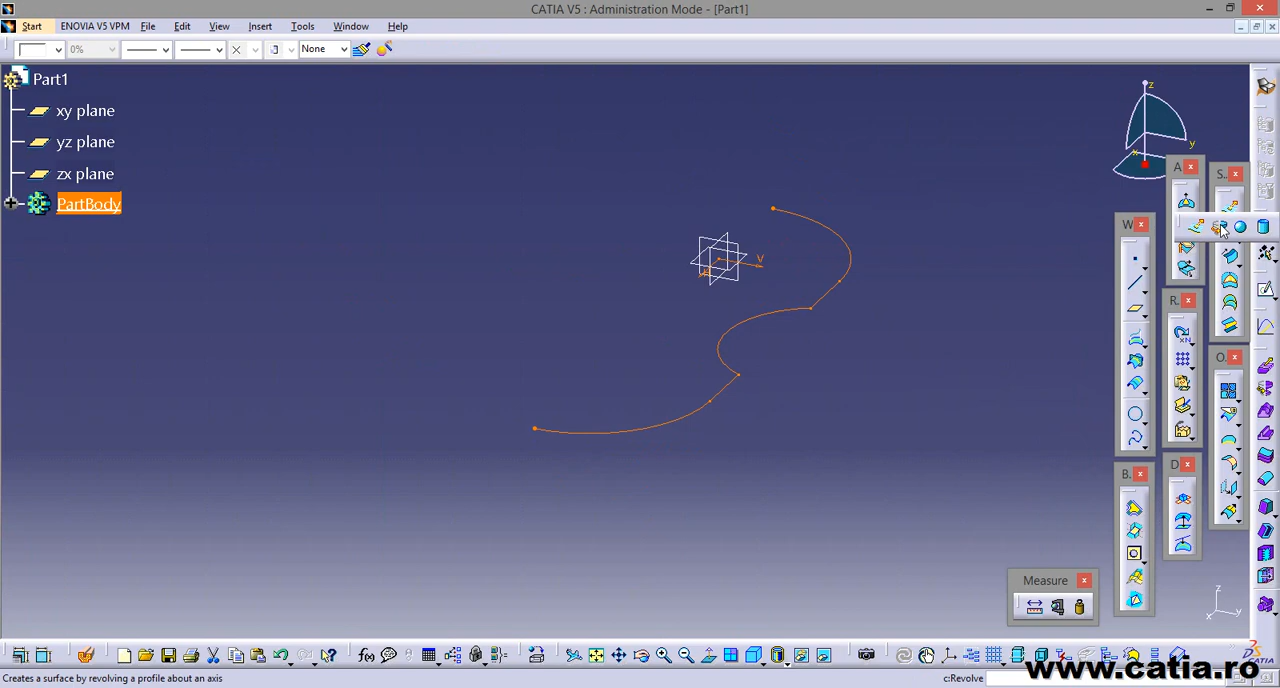 CATIA V5 : Administration Mode - [Part1]
Start ENOVIA V5 VPM File Edit View Insert Tools Window Help
0% None
Part1
xy plane
yz plane
zx plane
PartBody
z
y
x
V
A
S..
W
R..
O..
B.
D
Measure
z
x y
Creates a surface by revolving a profile about an axis
c:Revolve
www.catia.ro